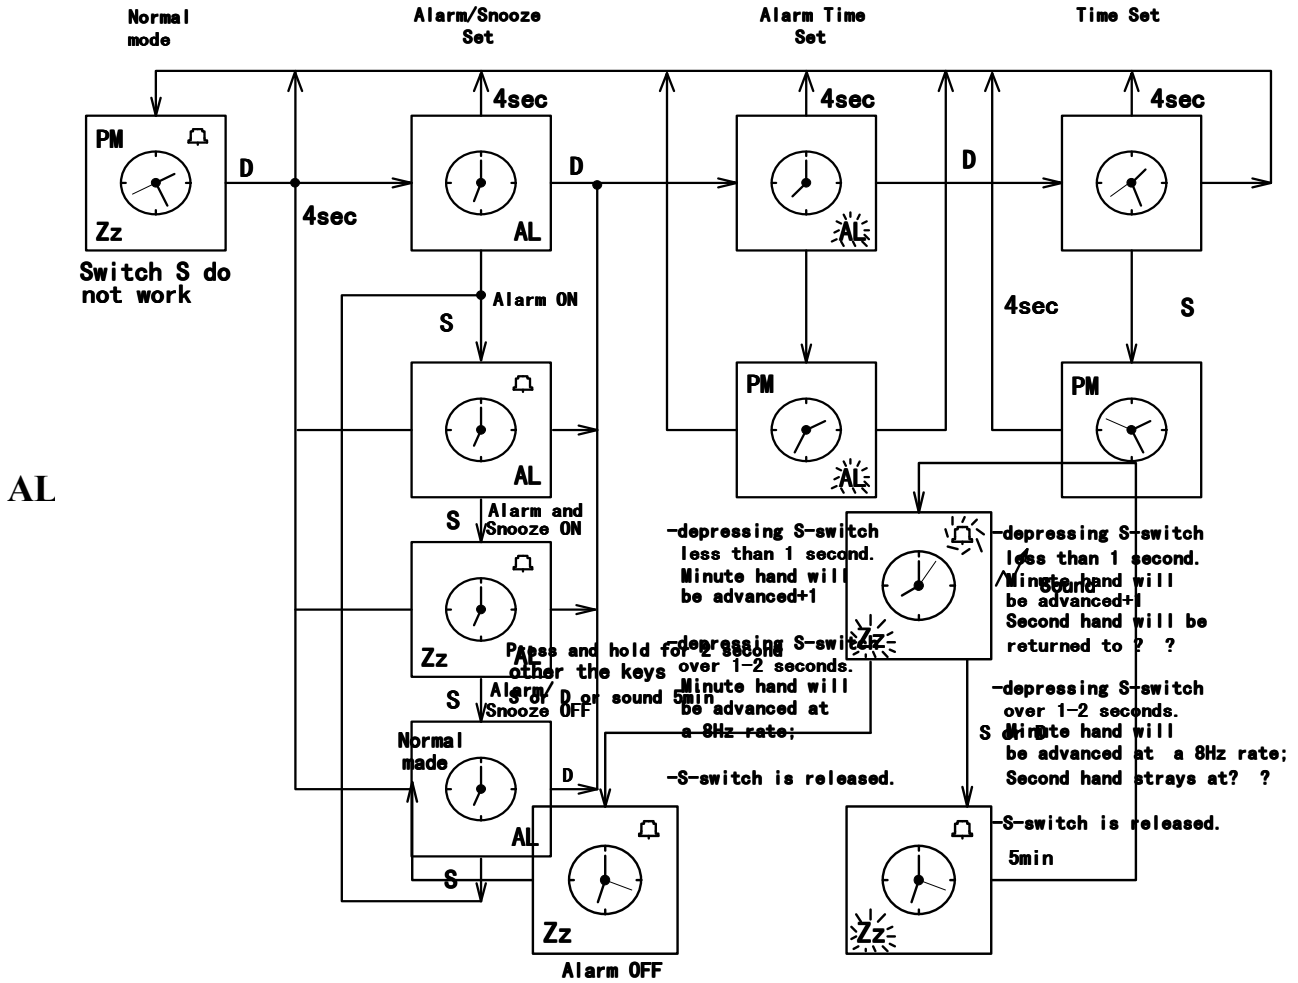 Normal
mode
Alarm/Snooze
Set
Alarm Time
Set
Time Set
4sec
4sec
4sec
PM
Zz
D
4sec
AL
D
AL
D
Switch S do
not work
Alarm ON
S
4sec
S
AL
PM
AL
PM
AL
S
Alarm and
Snooze ON
Zz
AL
S
Alarm/
Snooze OFF
Press and hold for 2 second
other the keys
S or D or sound 5min
Normal
made
AL
D
S
Zz
Alarm OFF
-depressing S-switch
less than 1 second.
Minute hand will
be advanced+1
-depressing S-switch
over 1-2 seconds.
Minute hand will
be advanced at
a 8Hz rate;
-S-switch is released.
Zz
Sound
S or D
Zz
5min
-depressing S-switch
less than 1 second.
Minute hand will
be advanced+1
Second hand will be
returned to ? ?
-depressing S-switch
over 1-2 seconds.
Minute hand will
be advanced at a 8Hz rate;
Second hand strays at? ?
-S-switch is released.